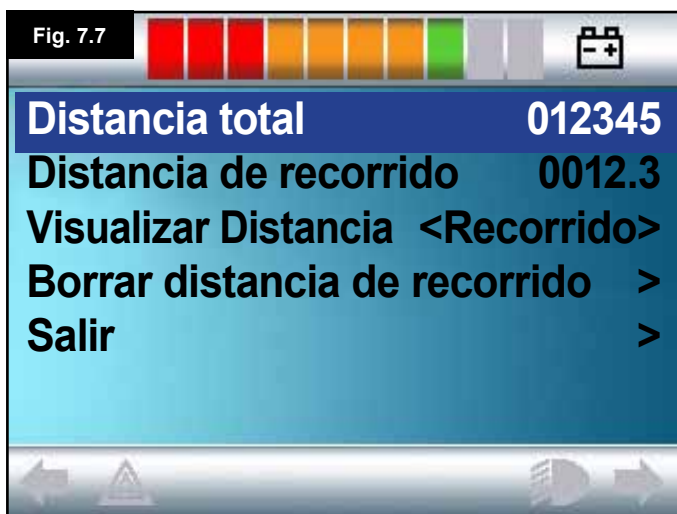 Fig. 7.7
Distancia total 012345
Distancia de recorrido 0012.3
Visualizar Distancia <Recorrido>
Borrar distancia de recorrido >
Salir >